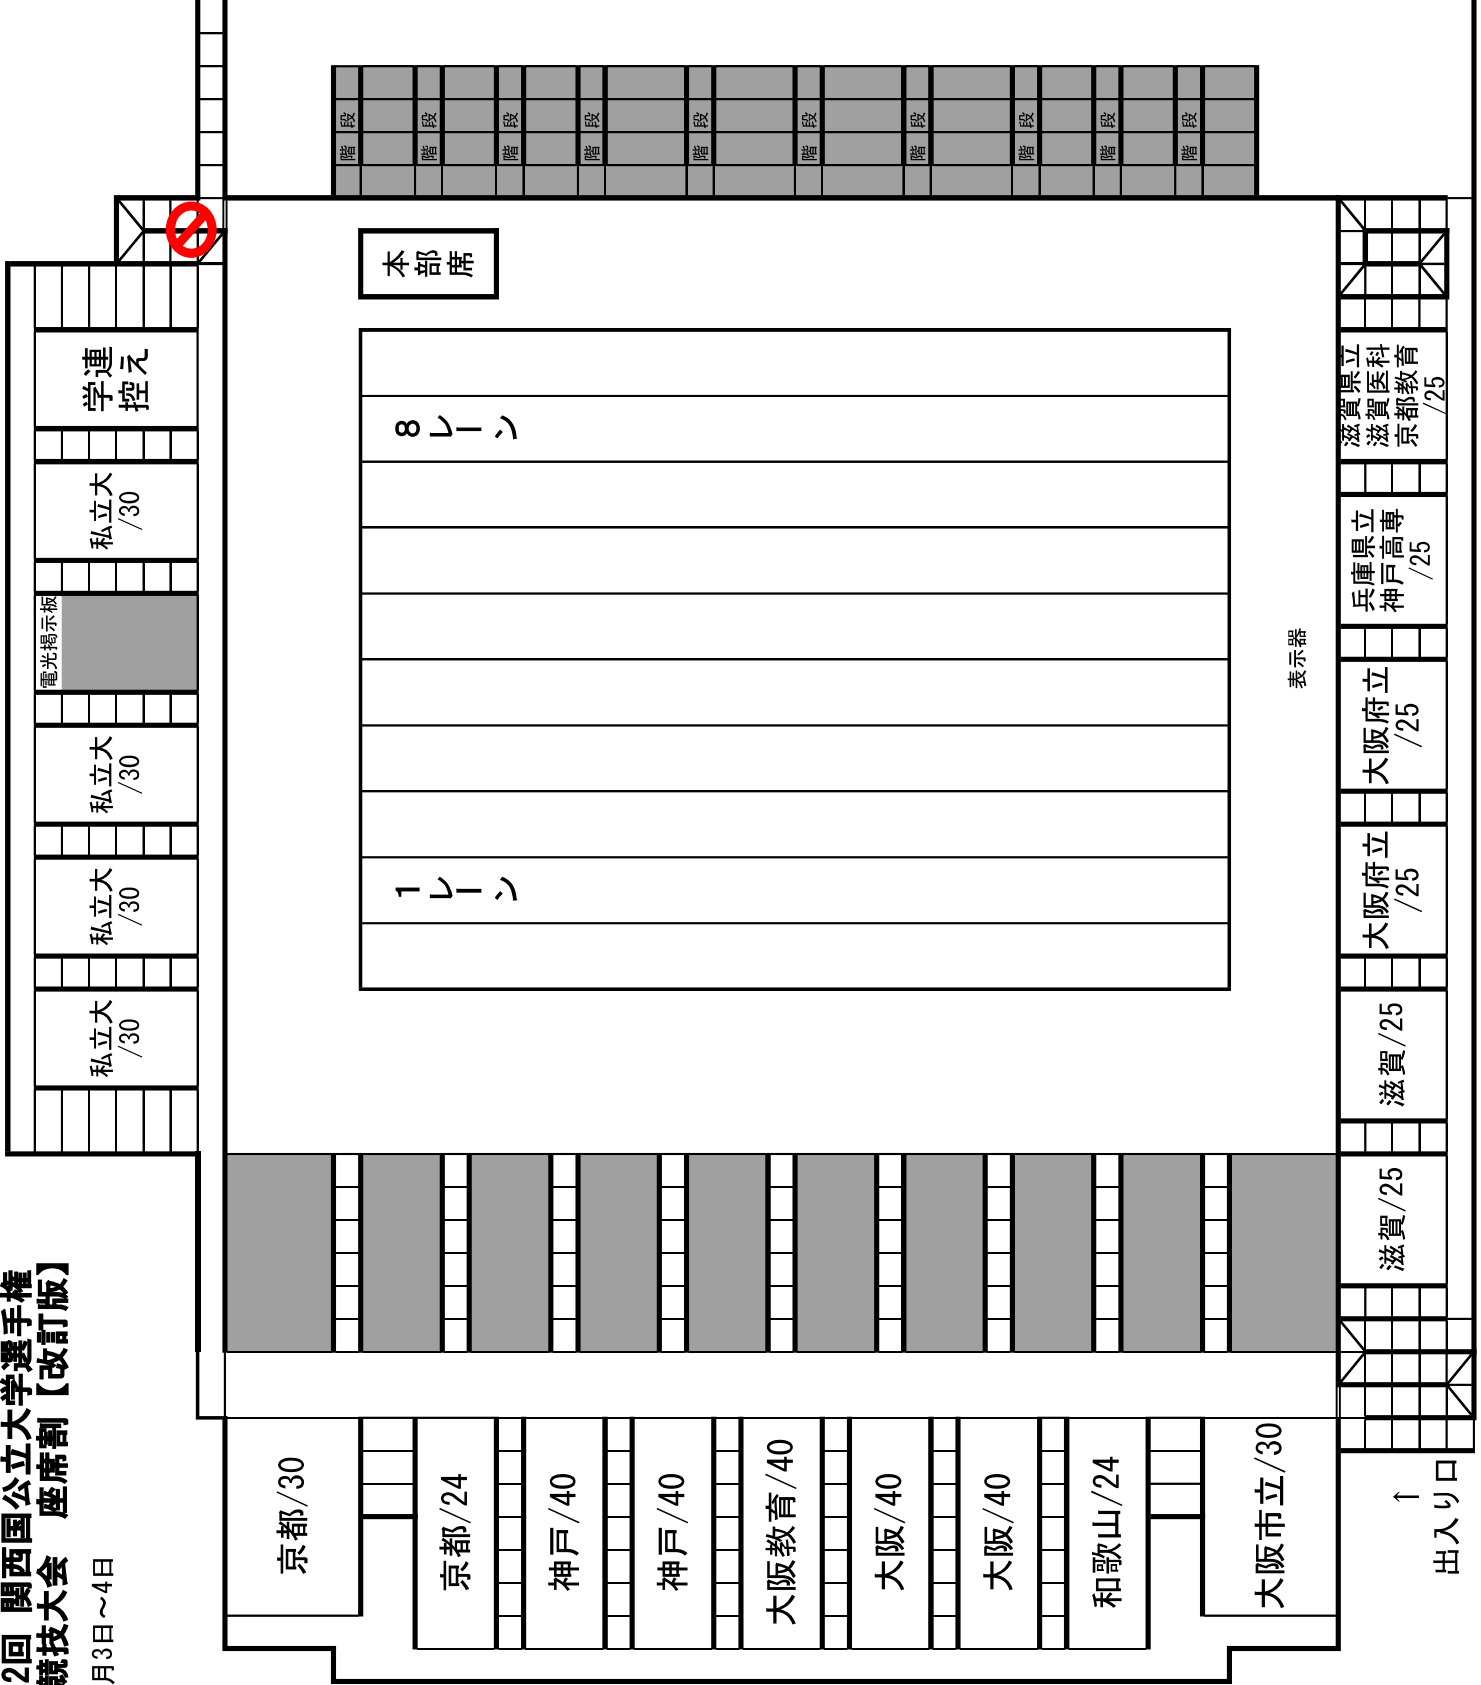 2回 関西国公立大学選手権
競技大会　座席割【改訂版】
月3日～4日
私立大
/30
私立大
/30
私立大
/30
電光掲示板
私立大
/30
学連
控え
京都/30
京都/24
神戸/40
神戸/40
大阪教育/40
大阪/40
大阪/40
和歌山/24
大阪市立/30
1レーン
8レーン
本部席
階段
階段
階段
階段
階段
階段
階段
階段
階段
階段
表示器
出入り口
↑
滋賀/25
滋賀/25
大阪府立
/25
大阪府立
/25
兵庫県立
神戸高専
/25
滋賀県立
滋賀医科
京都教育
/25